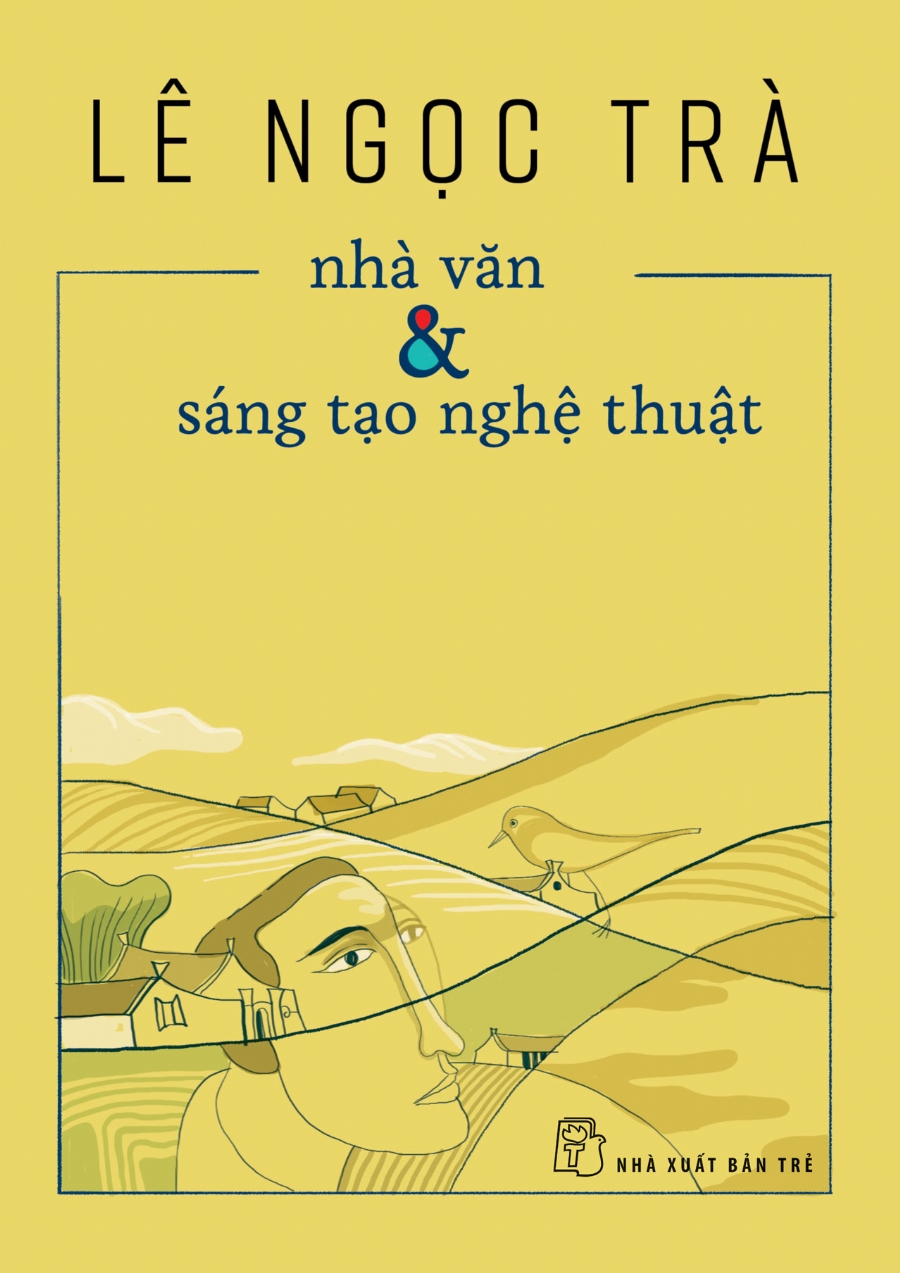 LÊ NGỌC TRÀ
nhà văn
&
sáng tạo nghệ thuật
T
NHÀ XUẤT BẢN TRẺ